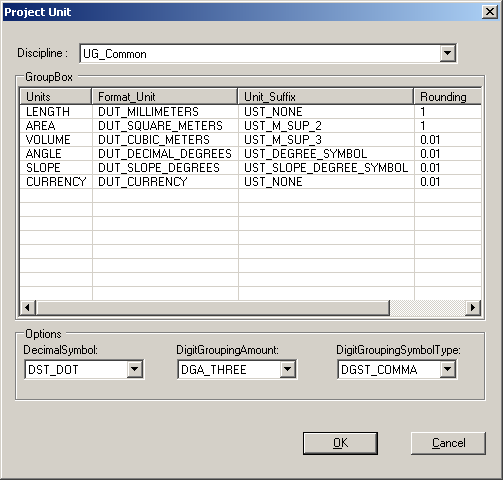 Project Unit
Discipline : UG_Common
GroupBox
Units Format_Unit Unit_Suffix Rounding
LENGTH DUT_MILLIMETERS UST_NONE 1
AREA DUT_SQUARE_METERS UST_M_SUP_2 1
VOLUME DUT_CUBIC_METERS UST_M_SUP_3 0.01
ANGLE DUT_DECIMAL_DEGREES UST_DEGREE_SYMBOL 0.01
SLOPE DUT_SLOPE_DEGREES UST_SLOPE_DEGREE_SYMBOL 0.01
CURRENCY DUT_CURRENCY UST_NONE 0.01
Options
DecimalSymbol: DigitGroupingAmount: DigitGroupingSymbolType:
DST_DOT DGA_THREE DGST_COMMA
OK Cancel